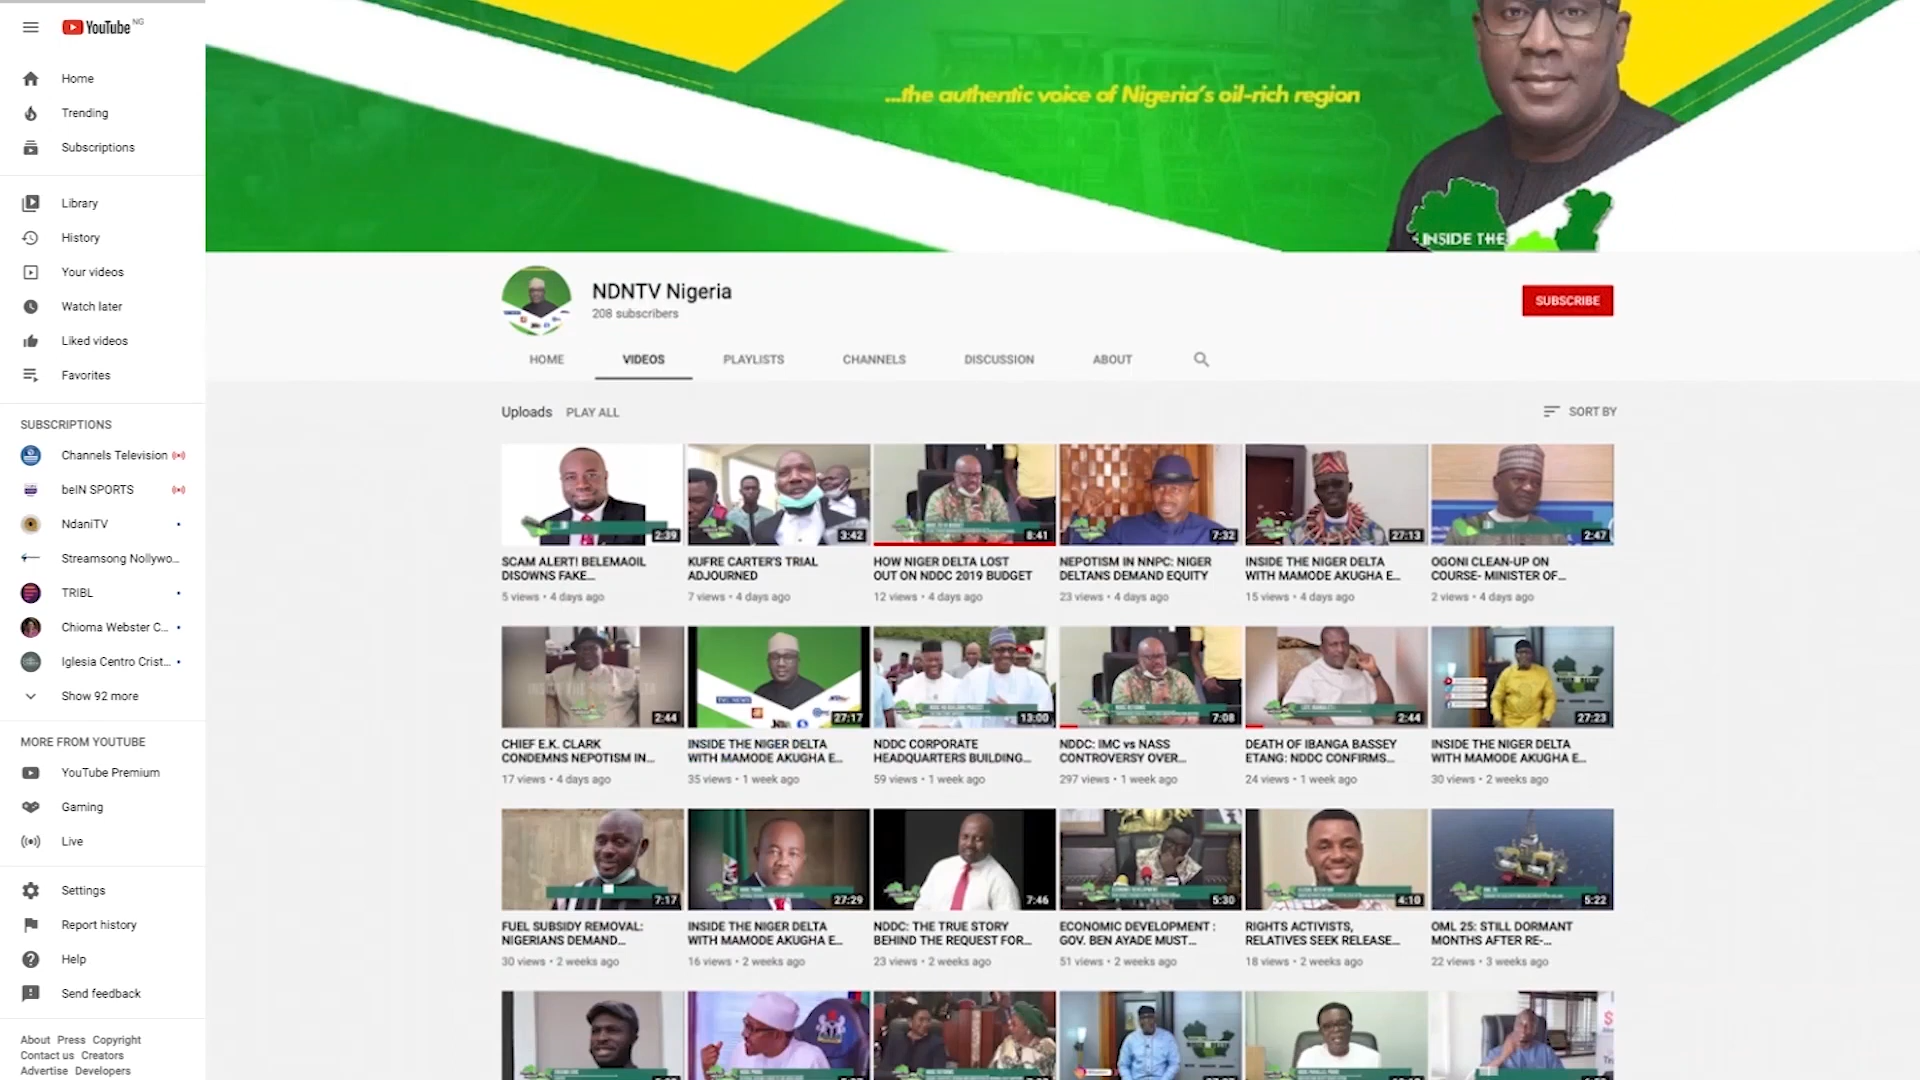 YouTube NG
Home
Trending
Subscriptions
Library
History
Your videos
Watch later
Liked videos
Favorites
SUBSCRIPTIONS
Channels Television
beIN SPORTS
NdaniTV
Streamsong Nollywo...
TRIBL
Chioma Webster C...
Iglesia Centro Crist...
Show 92 more
MORE FROM YOUTUBE
YouTube Premium
Gaming
Live
Settings
Report history
Help
Send feedback
About Press Copyright
Contact us Creators
Advertise Developers
...the authentic voice of Nigeria's oil-rich region
INSIDE THE
NDNTV Nigeria
208 subscribers
SUBSCRIBE
HOME VIDEOS PLAYLISTS CHANNELS DISCUSSION ABOUT
Uploads PLAY ALL
SORT BY
2:39
SCAM ALERT! BELEMAOIL
DISOWNS FAKE...
5 views • 4 days ago
3:42
KUFRE CARTER'S TRIAL
ADJOURNED
7 views • 4 days ago
8:41
HOW NIGER DELTA LOST
OUT ON NDDC 2019 BUDGET
12 views • 4 days ago
7:32
NEPOTISM IN NNPC: NIGER
DELTANS DEMAND EQUITY
23 views • 4 days ago
27:13
INSIDE THE NIGER DELTA
WITH MAMODE AKUGHA E...
15 views • 4 days ago
2:47
OGONI CLEAN-UP ON
COURSE- MINISTER OF...
2 views • 4 days ago
2:44
CHIEF E.K. CLARK
CONDEMNS NEPOTISM IN...
17 views • 4 days ago
27:17
INSIDE THE NIGER DELTA
WITH MAMODE AKUGHA E...
35 views • 1 week ago
13:00
NDDC CORPORATE
HEADQUARTERS BUILDING...
59 views • 1 week ago
7:08
NDDC: IMC vs NASS
CONTROVERSY OVER...
297 views • 1 week ago
2:44
DEATH OF IBANGA BASSEY
ETANG: NDDC CONFIRMS...
24 views • 1 week ago
27:23
INSIDE THE NIGER DELTA
WITH MAMODE AKUGHA E...
30 views • 2 weeks ago
7:17
FUEL SUBSIDY REMOVAL:
NIGERIANS DEMAND...
30 views • 2 weeks ago
27:29
INSIDE THE NIGER DELTA
WITH MAMODE AKUGHA E...
16 views • 2 weeks ago
7:46
NDDC: THE TRUE STORY
BEHIND THE REQUEST FOR...
23 views • 2 weeks ago
5:30
ECONOMIC DEVELOPMENT :
GOV. BEN AYADE MUST...
51 views • 2 weeks ago
4:10
RIGHTS ACTIVISTS,
RELATIVES SEEK RELEASE...
18 views • 2 weeks ago
5:22
OML 25: STILL DORMANT
MONTHS AFTER RE-...
22 views • 3 weeks ago